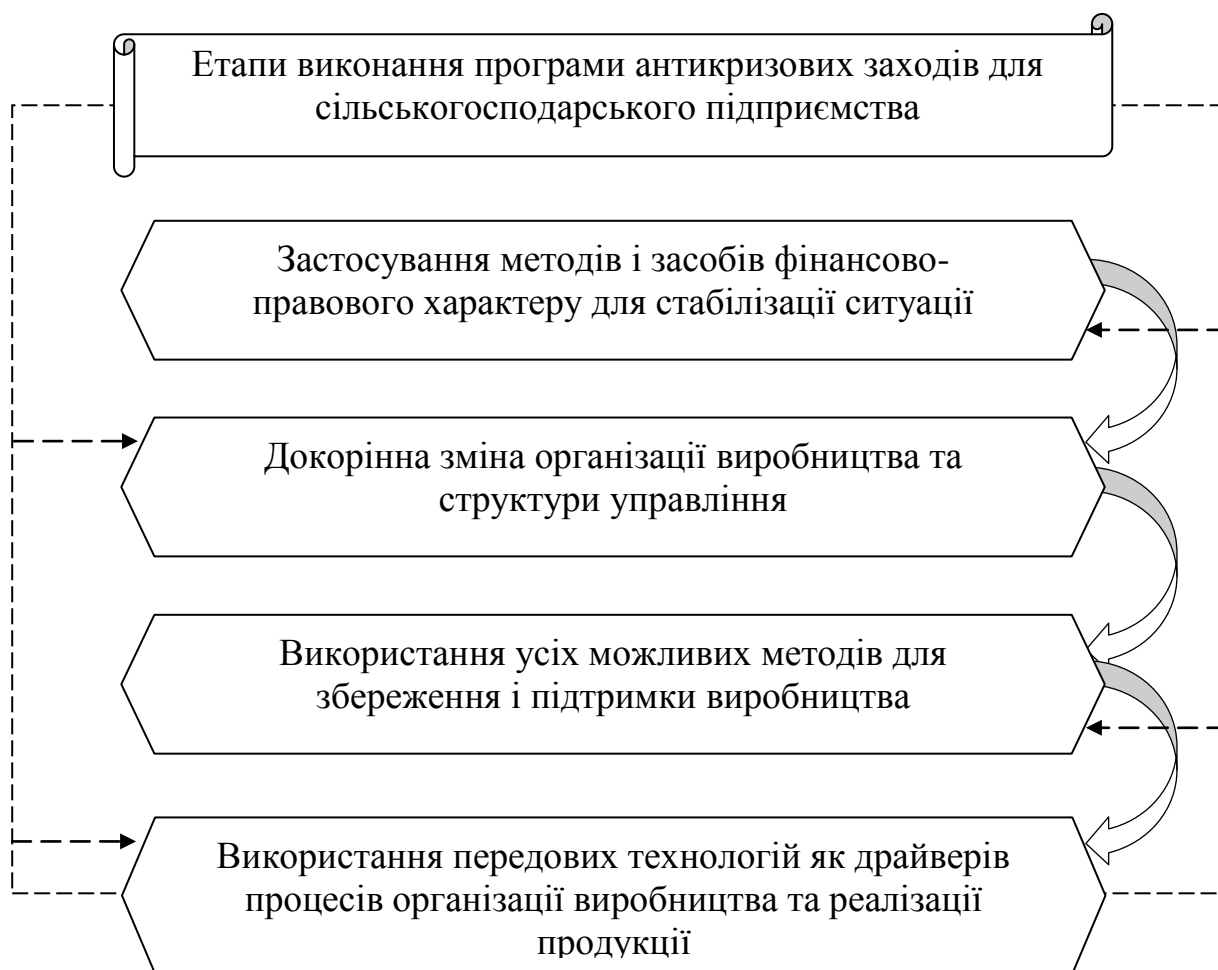 Етапи виконання програми антикризових заходів для
сільськогосподарського підприємства
Застосування методів і засобів фінансово-
правового характеру для стабілізації ситуації
Докорінна зміна організації виробництва та
структури управління
Використання усіх можливих методів для
збереження і підтримки виробництва
Використання передових технологій як драйверів
процесів організації виробництва та реалізації
продукції